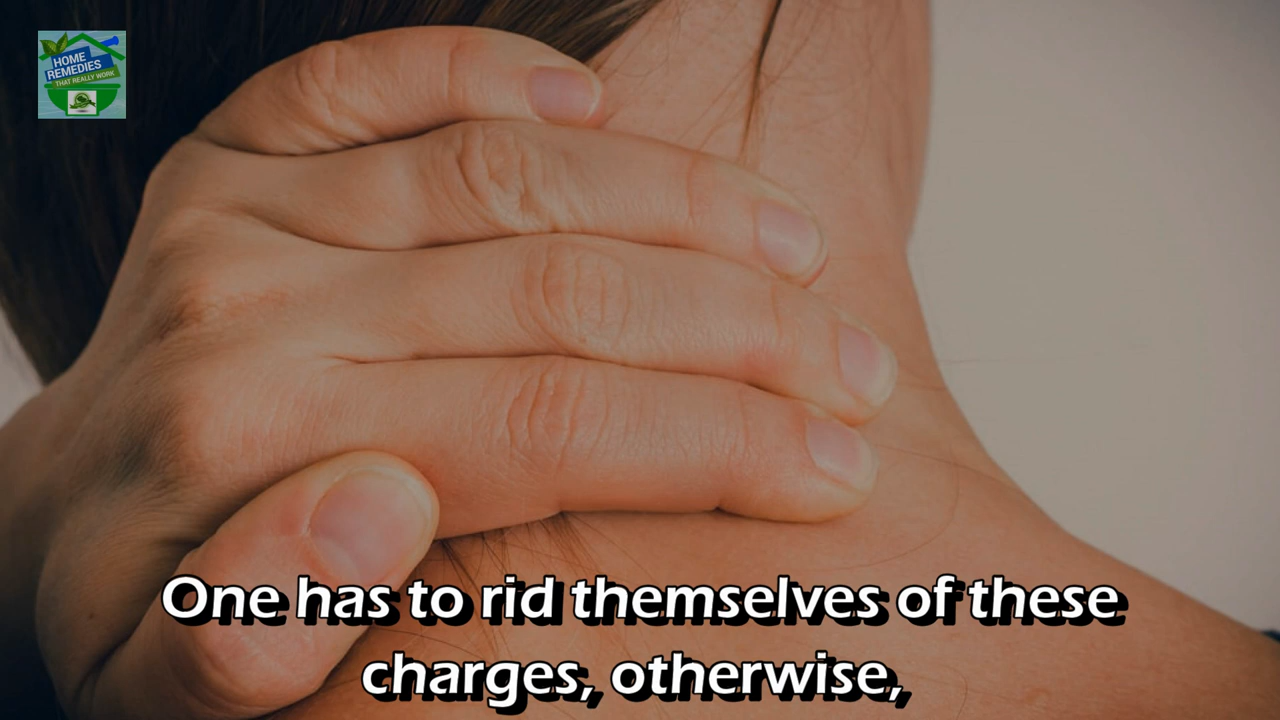 HOME
REMEDIES
THAT REALLY WORK
One has to rid themselves of these
charges, otherwise,